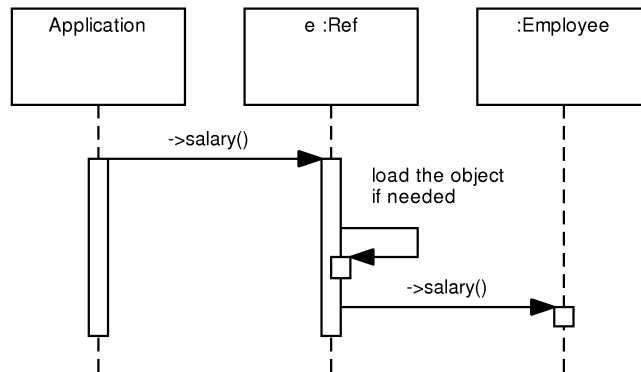 Application
e :Ref
:Employee
->salary()
load the object
if needed
->salary()